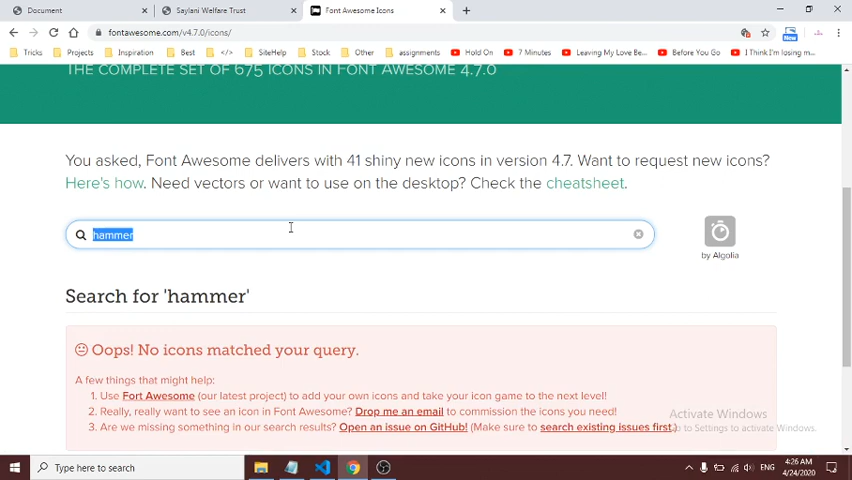 Document
Saylani Welfare Trust
Font Awesome Icons
fontawesome.com/v4.7.0/icons/
New
Tricks
Projects
Inspiration
Best
</>
SiteHelp
Stock
Other
assignments
Hold On
7 Minutes
Leaving My Love Be...
Before You Go
I Think I'm losing m...
THE COMPLETE SET OF 675 ICONS IN FONT AWESOME 4.7.0
You asked, Font Awesome delivers with 41 shiny new icons in version 4.7. Want to request new icons?
Here's how. Need vectors or want to use on the desktop? Check the cheatsheet.
hammer
by Algolia
Search for 'hammer'
Oops! No icons matched your query.
A few things that might help:
1. Use Fort Awesome (our latest project) to add your own icons and take your icon game to the next level!
2. Really, really want to see an icon in Font Awesome? Drop me an email to commission the icons you need!
3. Are we missing something in our search results? Open an issue on GitHub! (Make sure to search existing issues first.)
Activate Windows
Go to Settings to activate Windows.
Type here to search
ENG
4:26 AM
4/24/2020